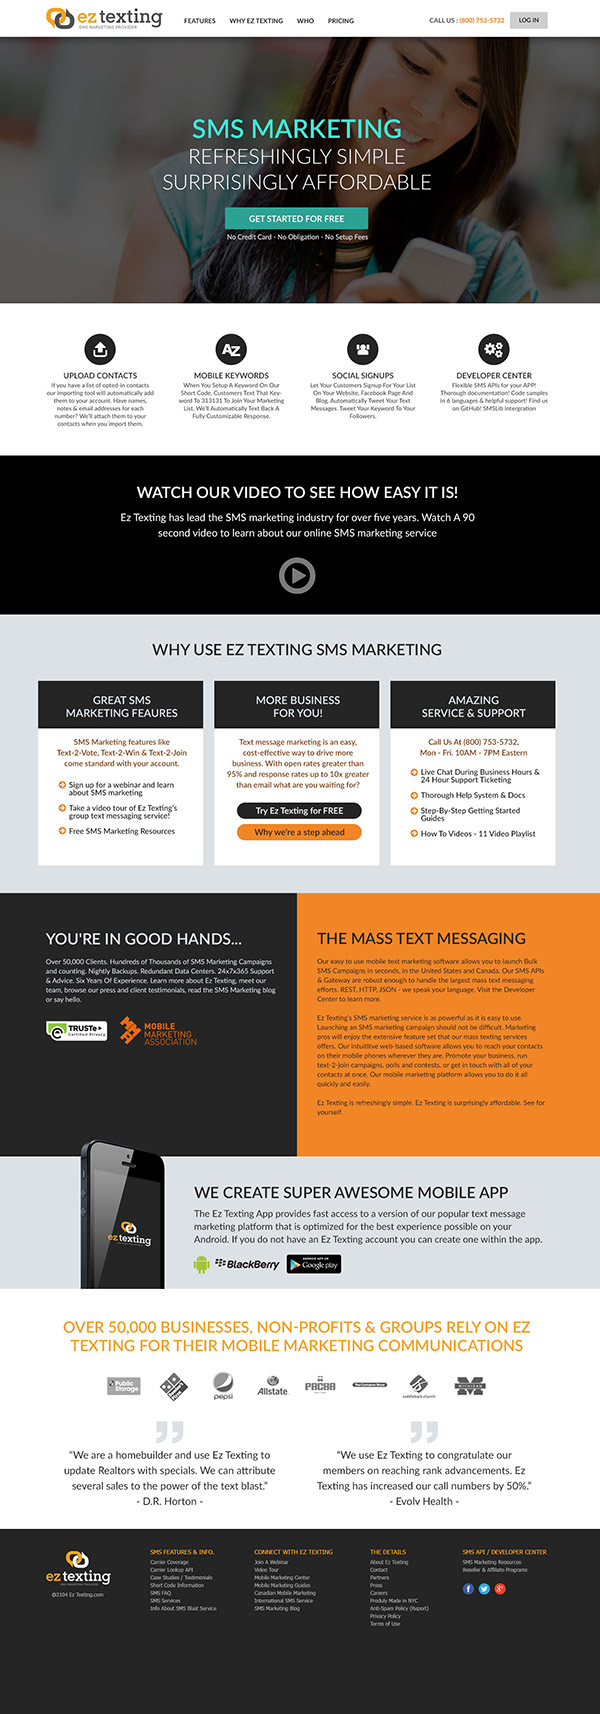 ez texting
SMS MARKETING PROVIDER
FEATURES WHY EZ TEXTING WHO PRICING
CALL US : (800) 753-5732 LOG IN
SMS MARKETING
REFRESHINGLY SIMPLE
SURPRISINGLY AFFORDABLE
GET STARTED FOR FREE
No Credit Card - No Obligation - No Setup Fees
UPLOAD CONTACTS
If you have a list of opted-in contacts
our importing tool will automatically add
them to your account. Have names,
notes & email addresses for each
number? We'll attach them to your
contacts when you import them.
AZ
MOBILE KEYWORDS
When You Setup A Keyword On Our
Short Code, Customers Text That Key-
word To 313131 To Join Your Marketing
List. We'll Automatically Text Back A
Fully Customizable Response.
SOCIAL SIGNUPS
Let Your Customers Signup For Your List
On Your Website, Facebook Page And
Blog. Automatically Tweet Your Text
Messages. Tweet Your Keyword To Your
Followers.
DEVELOPER CENTER
Flexible SMS APIs for your APP!
Thorough documentation! Code samples
in 6 languages & helpful support! Find us
on GitHub! SMSLib intergration
WATCH OUR VIDEO TO SEE HOW EASY IT IS!
Ez Texting has lead the SMS marketing industry for over five years. Watch A 90
second video to learn about our online SMS marketing service
WHY USE EZ TEXTING SMS MARKETING
GREAT SMS
MARKETING FEAURES
SMS Marketing features like
Text-2-Vote, Text-2-Win & Text-2-Join
come standard with your account.
Sign up for a webinar and learn
about SMS marketing
Take a video tour of Ez Texting's
group text messaging service!
Free SMS Marketing Resources
MORE BUSINESS
FOR YOU!
Text message marketing is an easy,
cost-effective way to drive more
business. With open rates greater than
95% and response rates up to 10x greater
than email what are you waiting for?
Try Ez Texting for FREE
Why we're a step ahead
AMAZING
SERVICE & SUPPORT
Call Us At (800) 753-5732,
Mon - Fri. 10AM - 7PM Eastern
Live Chat During Business Hours &
24 Hour Support Ticketing
Thorough Help System & Docs
Step-By-Step Getting Started
Guides
How To Videos - 11 Video Playlist
YOU'RE IN GOOD HANDS...
Over 50,000 Clients. Hundreds of Thousands of SMS Marketing Campaigns
and counting. Nightly Backups. Redundant Data Centers. 24x7x365 Support
& Advice. Six Years Of Experience. Learn more about Ez Texting, meet our
team, browse our press and client testimonials, read the SMS Marketing blog
or say hello.
TRUSTe
Certified Privacy
MOBILE
MARKETING
ASSOCIATION
THE MASS TEXT MESSAGING
Our easy to use mobile text marketing software allows you to launch Bulk
SMS Campaigns in seconds, in the United States and Canada. Our SMS APIs
& Gateway are robust enough to handle the largest mass text messaging
efforts. REST, HTTP, JSON - we speak your language. Visit the Developer
Center to learn more.
Ez Texting's SMS marketing service is as powerful as it is easy to use.
Launching an SMS marketing campaign should not be difficult. Marketing
pros will enjoy the extensive feature set that our mass texting services
offers. Our intuitive web-based software allows you to reach your contacts
on their mobile phones wherever they are. Promote your business, run
text-2-join campaigns, polls and contests, or get in touch with all of your
contacts at once. Our mobile marketing platform allows you to do it all
quickly and easily.
Ez Texting is refreshingly simple. Ez Texting is surprisingly affordable. See for
yourself.
ez texting
WE CREATE SUPER AWESOME MOBILE APP
The Ez Texting App provides fast access to a version of our popular text message
marketing platform that is optimized for the best experience possible on your
Android. If you do not have an Ez Texting account you can create one within the app.
BlackBerry
ANDROID APP ON
Google play
OVER 50,000 BUSINESSES, NON-PROFITS & GROUPS RELY ON EZ
TEXTING FOR THEIR MOBILE MARKETING COMMUNICATIONS
Public Storage
pepsi
Allstate
PACHA
The Container Store
saddleback church
MICHIGAN
"We are a homebuilder and use Ez Texting to
update Realtors with specials. We can attribute
several sales to the power of the text blast."
- D.R. Horton -
"We use Ez Texting to congratulate our
members on reaching rank advancements. Ez
Texting has increased our call numbers by 50%."
- Evolv Health -
ez texting
SMS MARKETING PROVIDER
@2104 Ez Texting.com
SMS FEATURES & INFO.
Carrier Coverage
Carrier Lookup API
Case Studies / Testimonials
Short Code Information
SMS FAQ
SMS Services
Info About SMS Blast Service
CONNECT WITH EZ TEXTING
Join A Webinar
Video Tour
Mobile Marketing Center
Mobile Marketing Guides
Canadian Mobile Marketing
International SMS Service
SMS Marketing Blog
THE DETAILS
About Ez Texting
Contact
Partners
Press
Careers
Produly Made in NYC
Anti-Spam Policy (Report)
Privacy Policy
Terms of Use
SMS API / DEVELOPER CENTER
SMS Marketing Resources
Reseller & Affiliate Programs